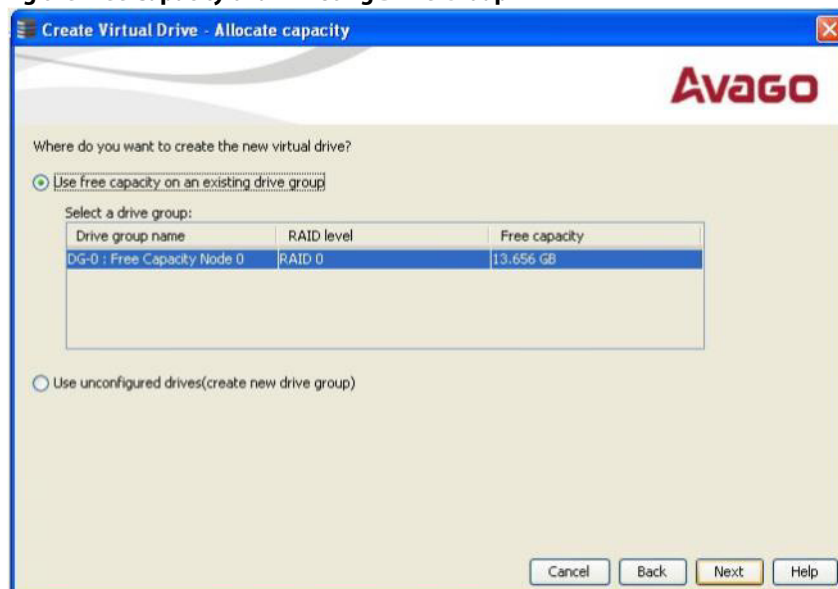 Create Virtual Drive - Allocate capacity
AVAGO
Where do you want to create the new virtual drive?
Use free capacity on an existing drive group
Select a drive group:
Drive group name RAID level Free capacity
DG-0 : Free Capacity Node 0 RAID 0 13.656 GB
Use unconfigured drives(create new drive group)
Cancel Back Next Help